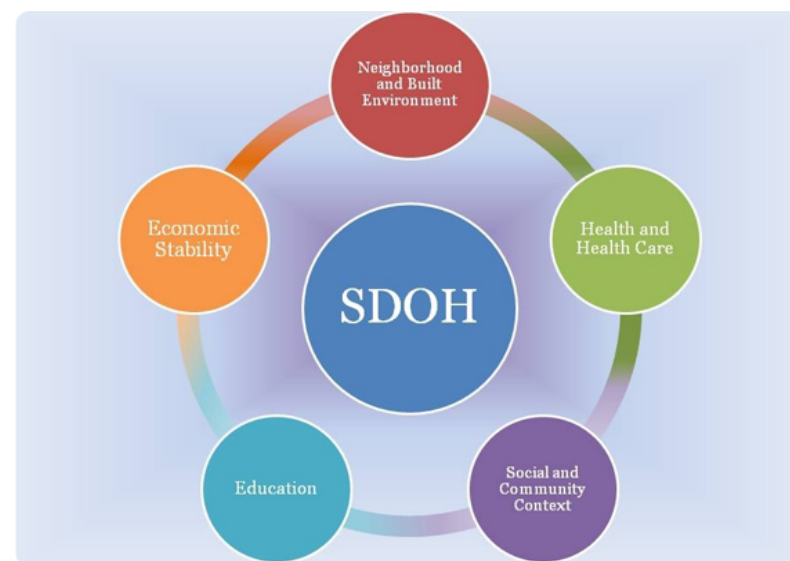 Neighborhood
and Built
Environment
Economic
Stability
Health and
Health Care
SDOH
Education
Social and
Community
Context